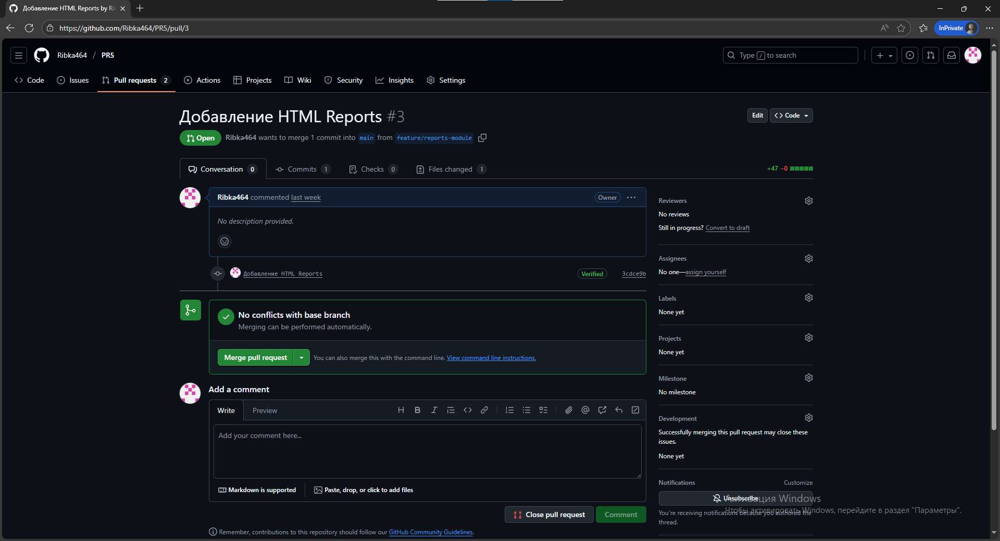 Добавление HTML Reports by Ri
https://github.com/Ribka464/PR5/pull/3
InPrivate
Ribka464 / PR5
Type / to search
Code
Issues
Pull requests 2
Actions
Projects
Wiki
Security
Insights
Settings
Добавление HTML Reports #3
Edit
Code
Open
Ribka464 wants to merge 1 commit into main from feature/reports-module
Conversation 0
Commits 1
Checks 0
Files changed 1
+47 −0
Ribka464 commented last week
Owner
No description provided.
Добавление HTML Reports
Verified
3cdce9b
No conflicts with base branch
Merging can be performed automatically.
Merge pull request
You can also merge this with the command line. View command line instructions.
Add a comment
Write
Preview
Add your comment here...
Markdown is supported
Paste, drop, or click to add files
Close pull request
Comment
Remember, contributions to this repository should follow our GitHub Community Guidelines.
Reviewers
No reviews
Still in progress? Convert to draft
Assignees
No one—assign yourself
Labels
None yet
Projects
None yet
Milestone
No milestone
Development
Successfully merging this pull request may close these
issues.
None yet
Notifications
Customize
Unsubscribe
You're receiving notifications because you authored the
thread.
Активация Windows
Чтобы активировать Windows, перейдите в раздел "Параметры".